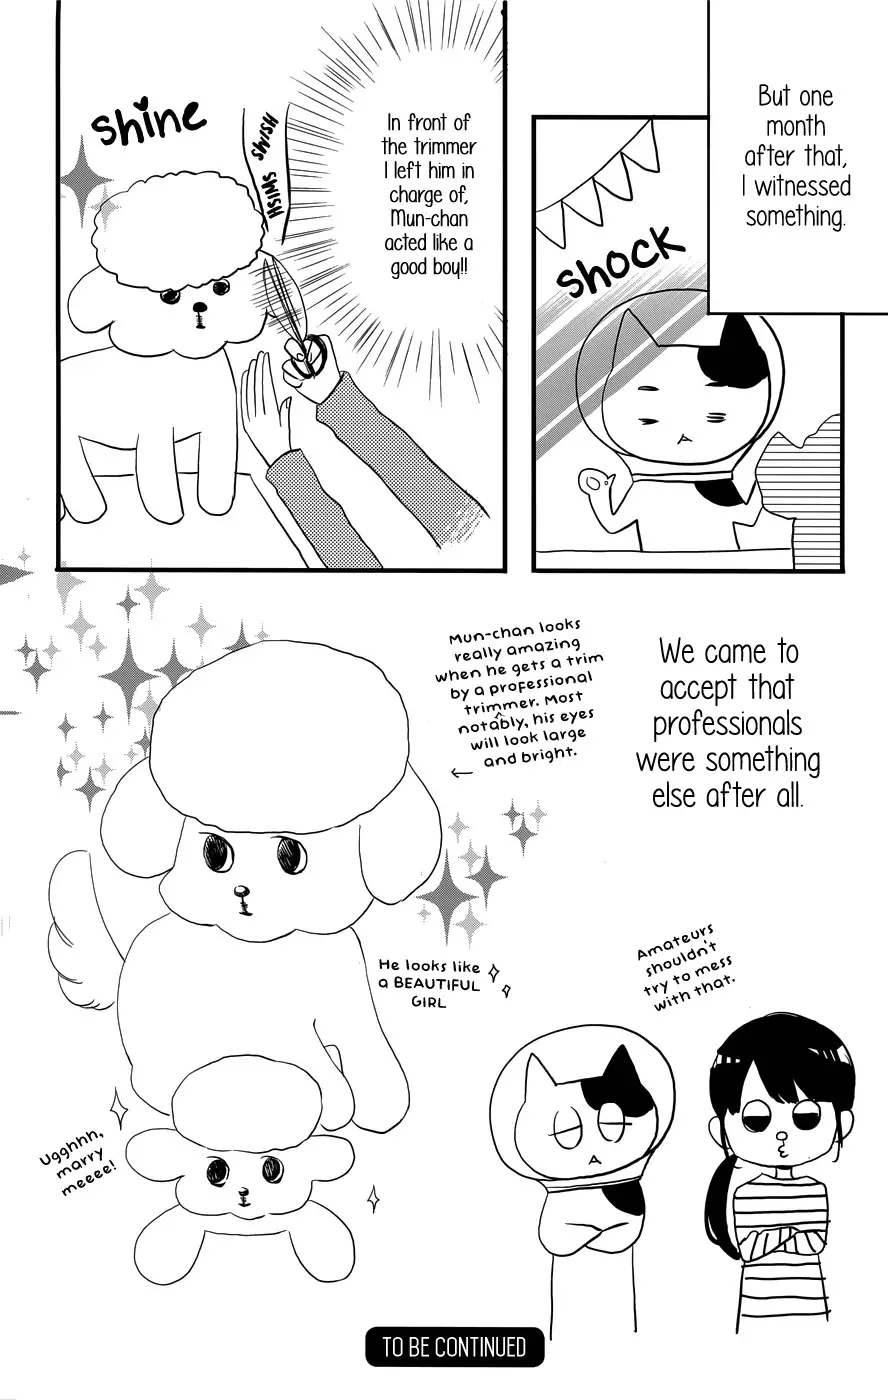 But one
month
after that,
I witnessed
something.
shock
In front of
the trimmer
I left him in
charge of,
Mun-chan
acted like a
good boy!!
SWISH
SWISH
shine
We came to
accept that
professionals
were something
else after all.
Mun-chan looks
really amazing
when he gets a trim
by a professional
trimmer. Most
notably, his eyes
will look large
and bright.
He looks like
a BEAUTIFUL
GIRL
Amateurs
shouldn't
try to mess
with that.
Ugghhh,
marry
meeee!
TO BE CONTINUED